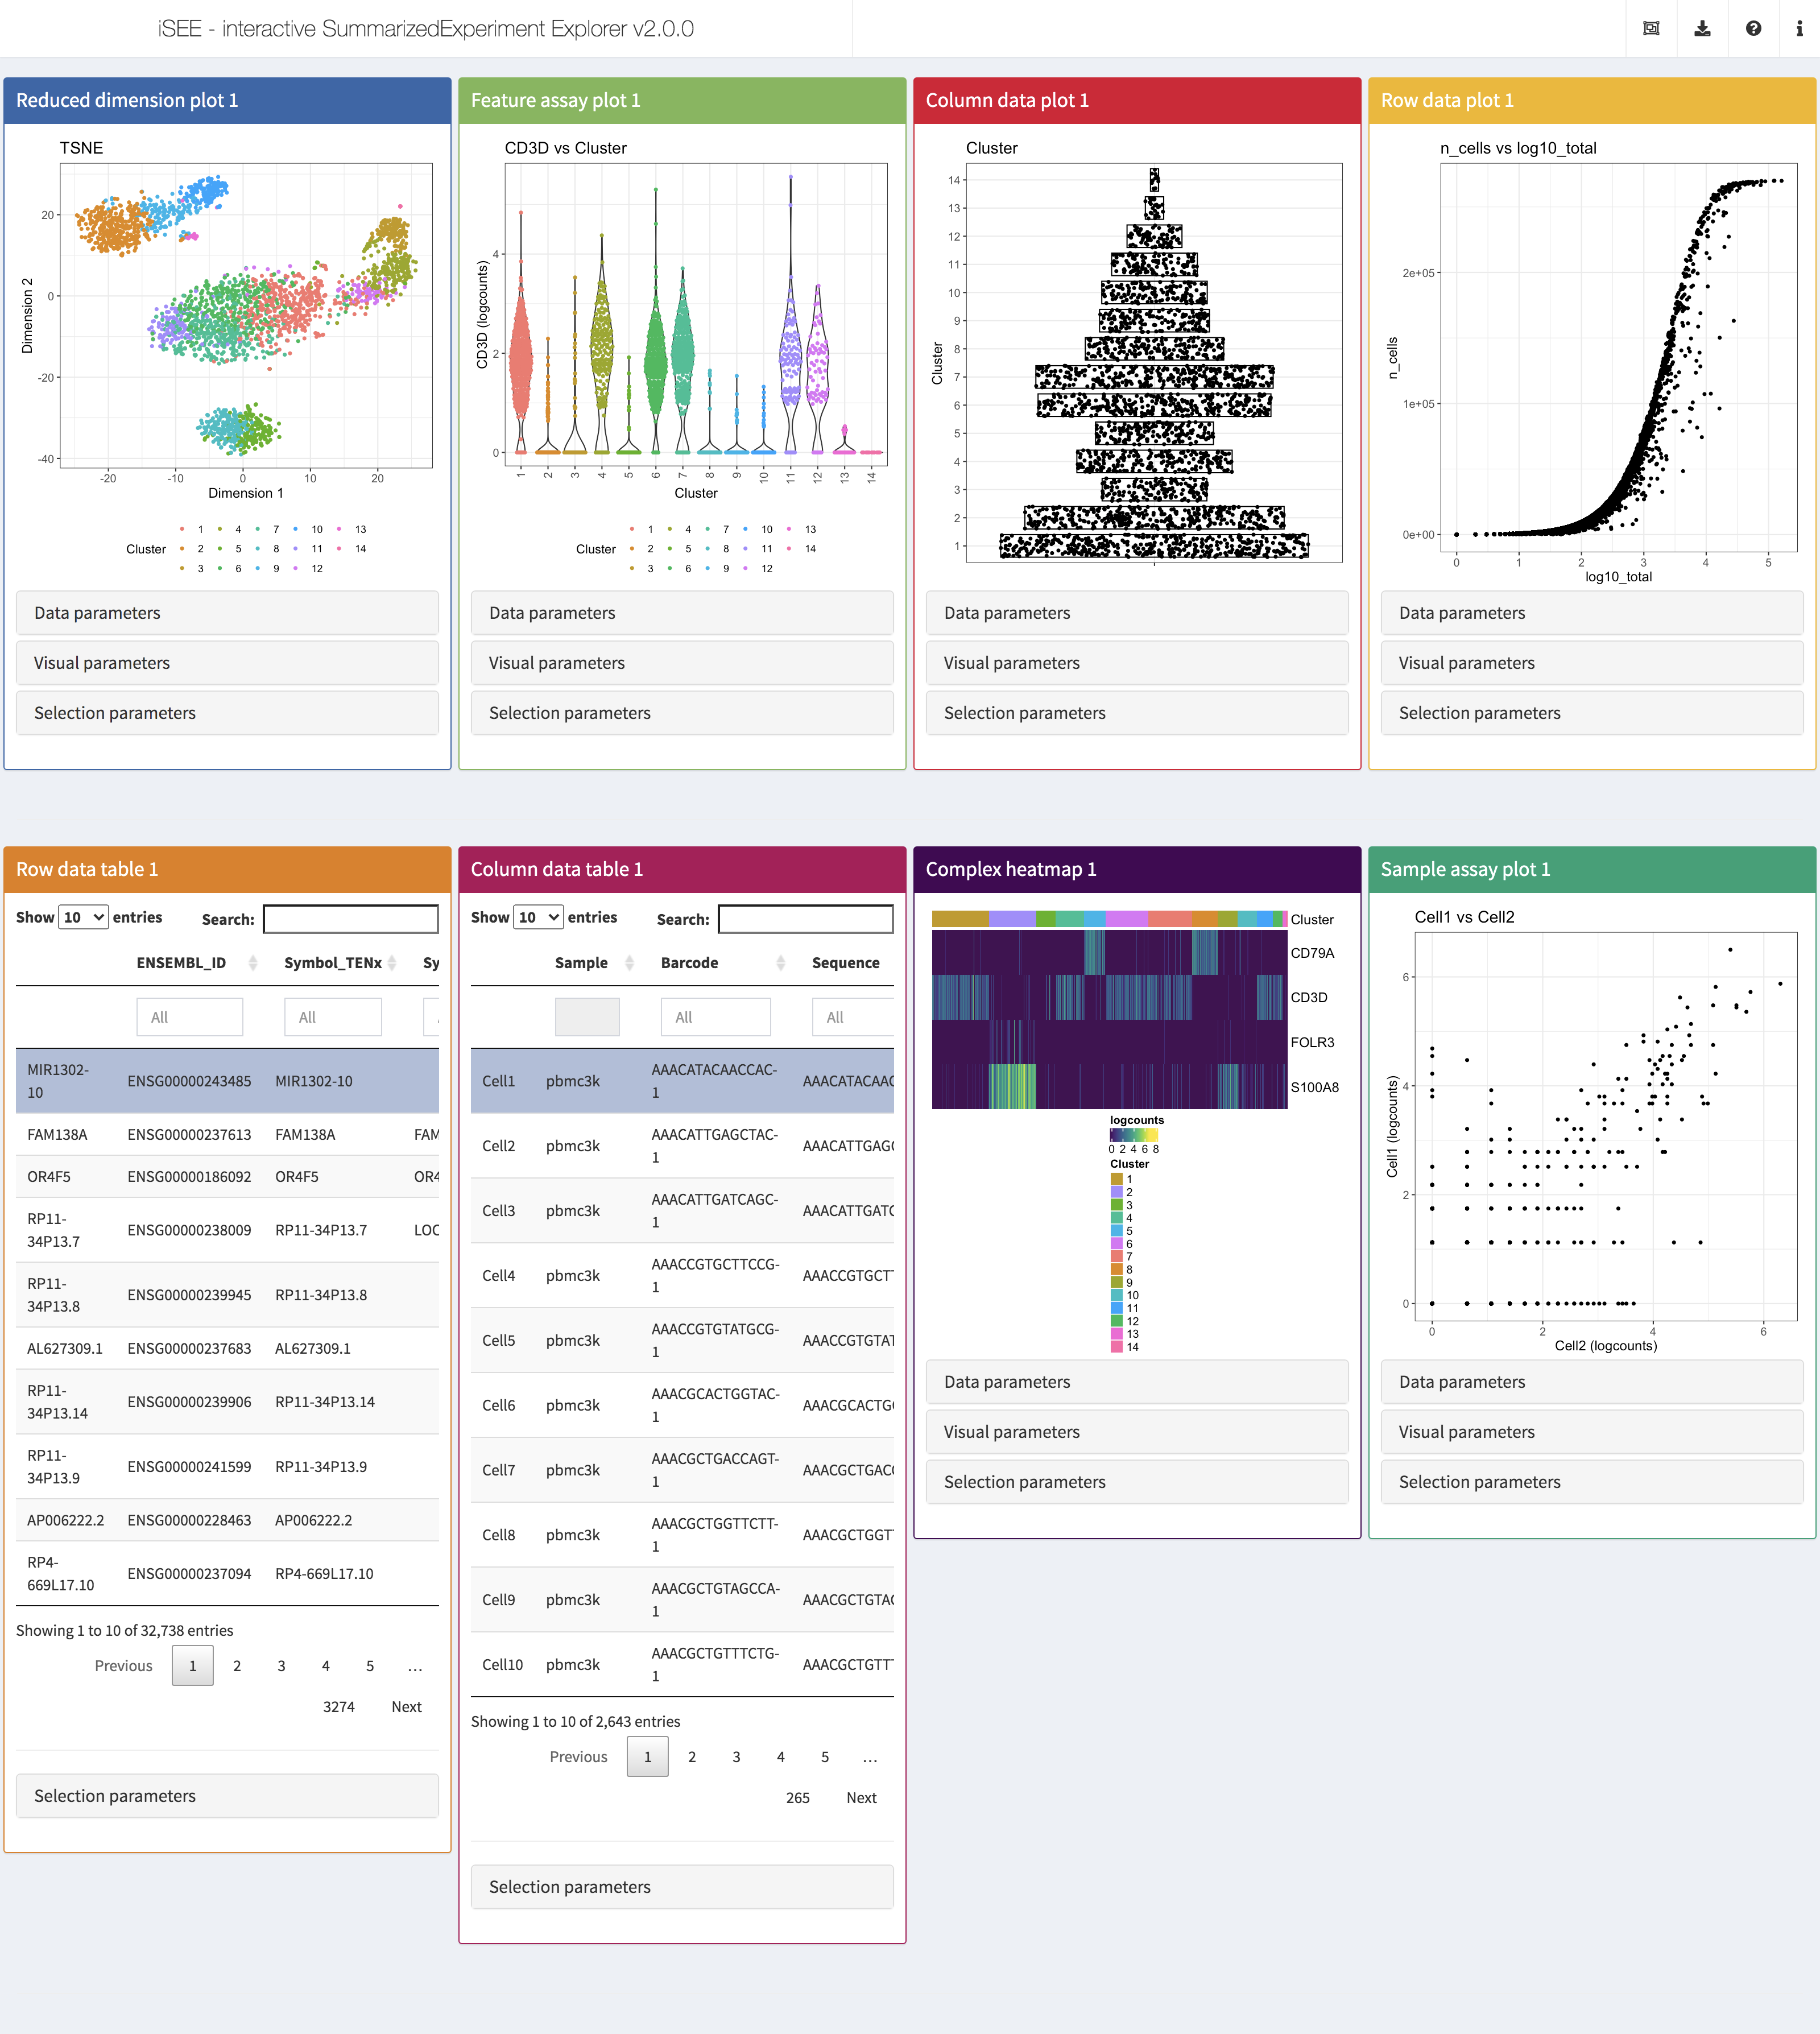 iSEE - interactive SummarizedExperiment Explorer v2.0.0
Reduced dimension plot 1
TSNE
Dimension 2
20
0
-20
-40
-20 -10 0 10 20
Dimension 1
Cluster
1 4 7 10 13
2 5 8 11 14
3 6 9 12
Data parameters
Visual parameters
Selection parameters
Feature assay plot 1
CD3D vs Cluster
CD3D (logcounts)
4
2
0
1 2 3 4 5 6 7 8 9 10 11 12 13 14
Cluster
Cluster
1 4 7 10 13
2 5 8 11 14
3 6 9 12
Data parameters
Visual parameters
Selection parameters
Column data plot 1
Cluster
Cluster
14
13
12
11
10
9
8
7
6
5
4
3
2
1
Data parameters
Visual parameters
Selection parameters
Row data plot 1
n_cells vs log10_total
n_cells
2e+05
1e+05
0e+00
0 1 2 3 4 5
log10_total
Data parameters
Visual parameters
Selection parameters
Row data table 1
Show 10 entries Search:
ENSEMBL_ID Symbol_TENx Sy
All All
MIR1302-
10 ENSG00000243485 MIR1302-10
FAM138A ENSG00000237613 FAM138A FAM
OR4F5 ENSG00000186092 OR4F5 OR4
RP11-
34P13.7 ENSG00000238009 RP11-34P13.7 LOC
RP11-
34P13.8 ENSG00000239945 RP11-34P13.8
AL627309.1 ENSG00000237683 AL627309.1
RP11-
34P13.14 ENSG00000239906 RP11-34P13.14
RP11-
34P13.9 ENSG00000241599 RP11-34P13.9
AP006222.2 ENSG00000228463 AP006222.2
RP4-
669L17.10 ENSG00000237094 RP4-669L17.10
Showing 1 to 10 of 32,738 entries
Previous 1 2 3 4 5 ...
3274 Next
Selection parameters
Column data table 1
Show 10 entries Search:
Sample Barcode Sequence
All All
Cell1 pbmc3k AAACATACAACCAC-
1 AAACATACAAC
Cell2 pbmc3k AAACATTGAGCTAC-
1 AAACATTGAGC
Cell3 pbmc3k AAACATTGATCAGC-
1 AAACATTGATC
Cell4 pbmc3k AAACCGTGCTTCCG-
1 AAACCGTGCTT
Cell5 pbmc3k AAACCGTGTATGCG-
1 AAACCGTGTAT
Cell6 pbmc3k AAACGCACTGGTAC-
1 AAACGCACTGG
Cell7 pbmc3k AAACGCTGACCAGT-
1 AAACGCTGACC
Cell8 pbmc3k AAACGCTGGTTCTT-
1 AAACGCTGGTT
Cell9 pbmc3k AAACGCTGTAGCCA-
1 AAACGCTGTAG
Cell10 pbmc3k AAACGCTGTTTCTG-
1 AAACGCTGTTT
Showing 1 to 10 of 2,643 entries
Previous 1 2 3 4 5 ...
265 Next
Selection parameters
Complex heatmap 1
Cluster
CD79A
CD3D
FOLR3
S100A8
logcounts
0 2 4 6 8
Cluster
1
2
3
4
5
6
7
8
9
10
11
12
13
14
Data parameters
Visual parameters
Selection parameters
Sample assay plot 1
Cell1 vs Cell2
Cell1 (logcounts)
6
4
2
0
0 2 4 6
Cell2 (logcounts)
Data parameters
Visual parameters
Selection parameters